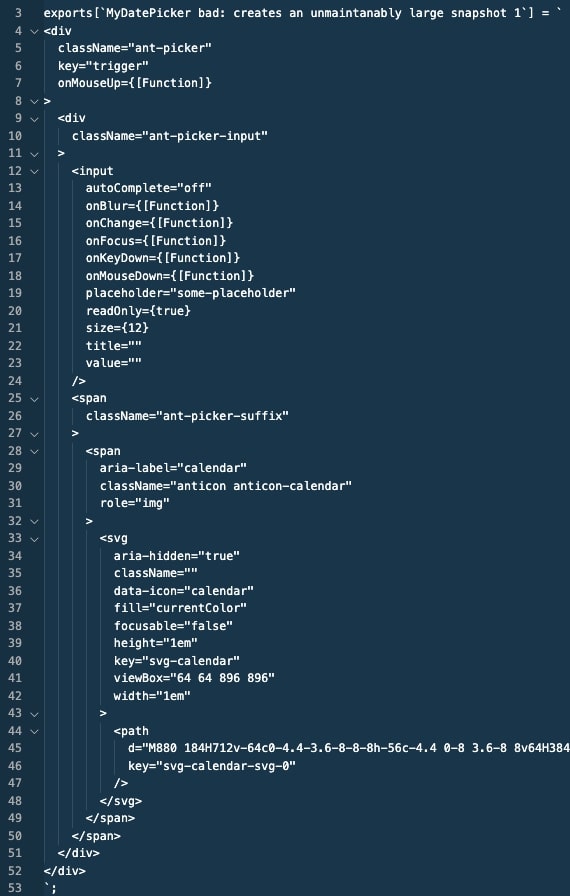 3 exports[`MyDatePicker bad: creates an unmaintanably large snapshot 1`] = `
4 <div
5   className="ant-picker"
6   key="trigger"
7   onMouseUp={[Function]}
8 >
9   <div
10     className="ant-picker-input"
11   >
12     <input
13       autoComplete="off"
14       onBlur={[Function]}
15       onChange={[Function]}
16       onFocus={[Function]}
17       onKeyDown={[Function]}
18       onMouseDown={[Function]}
19       placeholder="some-placeholder"
20       readOnly={true}
21       size={12}
22       title=""
23       value=""
24     />
25     <span
26       className="ant-picker-suffix"
27     >
28       <span
29         aria-label="calendar"
30         className="anticon anticon-calendar"
31         role="img"
32       >
33         <svg
34           aria-hidden="true"
35           className=""
36           data-icon="calendar"
37           fill="currentColor"
38           focusable="false"
39           height="1em"
40           key="svg-calendar"
41           viewBox="64 64 896 896"
42           width="1em"
43         >
44           <path
45             d="M880 184H712v-64c0-4.4-3.6-8-8-8h-56c-4.4 0-8 3.6-8 8v64H384
46             key="svg-calendar-svg-0"
47           />
48         </svg>
49       </span>
50     </span>
51   </div>
52 </div>
53 `;